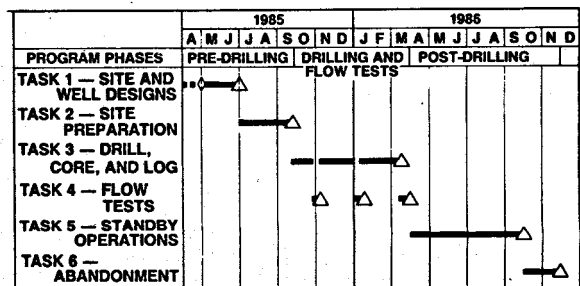 1985 1986
A M J J A S O N D J F M A M J J A S O N D
PROGRAM PHASES PRE-DRILLING DRILLING AND FLOW TESTS POST-DRILLING
TASK 1 — SITE AND
WELL DESIGNS
TASK 2 — SITE
PREPARATION
TASK 3 — DRILL,
CORE, AND LOG
TASK 4 — FLOW
TESTS
TASK 5 — STANDBY
OPERATIONS
TASK 6 —
ABANDONMENT